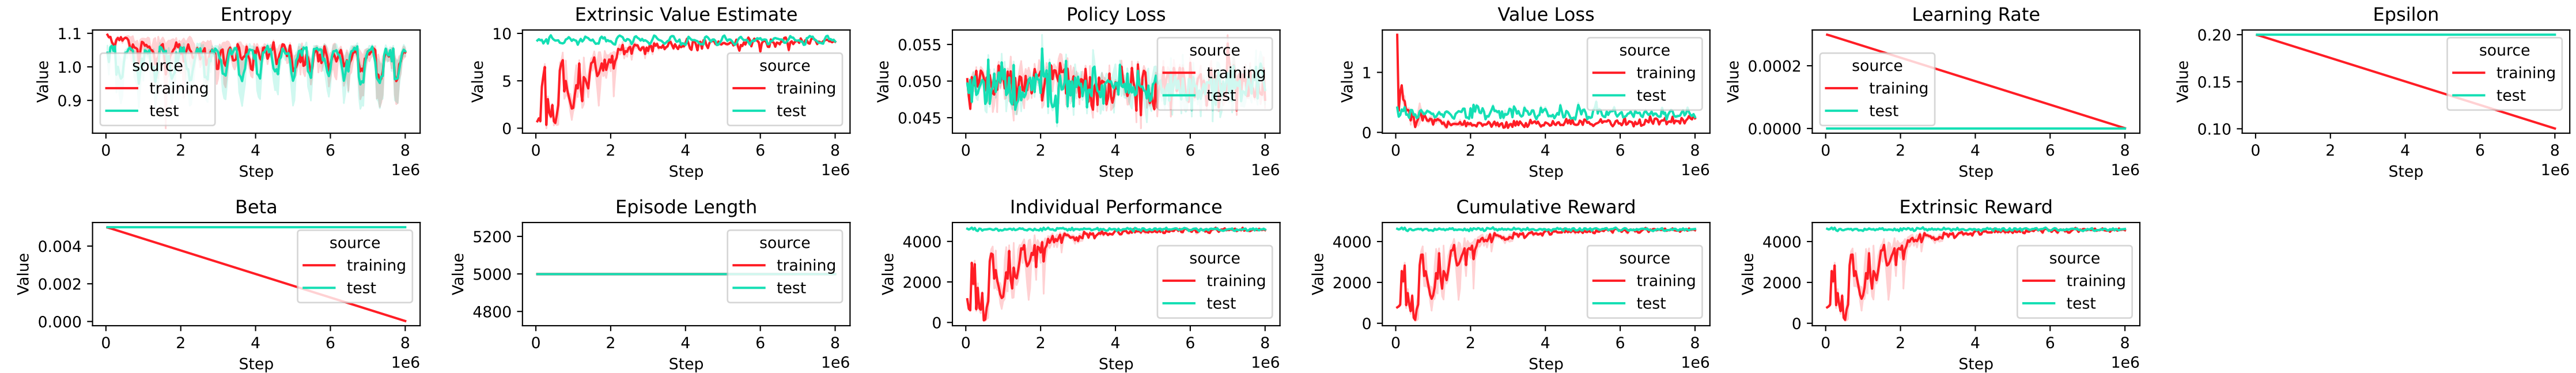 Entropy
Value
1.1
1.0
0.9
source
training
test
0 2 4 6 8
Step 1e6
Extrinsic Value Estimate
Value
10
5
0
source
training
test
0 2 4 6 8
Step 1e6
Policy Loss
Value
0.055
0.050
0.045
source
training
test
0 2 4 6 8
Step 1e6
Value Loss
Value
1
0
source
training
test
0 2 4 6 8
Step 1e6
Learning Rate
Value
0.0002
0.0000
source
training
test
0 2 4 6 8
Step 1e6
Epsilon
Value
0.20
0.15
0.10
source
training
test
0 2 4 6 8
Step 1e6
Beta
Value
0.004
0.002
0.000
source
training
test
0 2 4 6 8
Step 1e6
Episode Length
Value
5200
5000
4800
source
training
test
0 2 4 6 8
Step 1e6
Individual Performance
Value
4000
2000
0
source
training
test
0 2 4 6 8
Step 1e6
Cumulative Reward
Value
4000
2000
0
source
training
test
0 2 4 6 8
Step 1e6
Extrinsic Reward
Value
4000
2000
0
source
training
test
0 2 4 6 8
Step 1e6